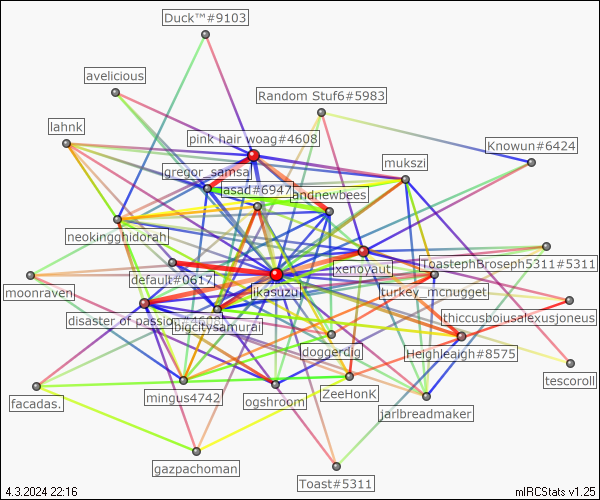 Duck™#9103
avelicious
Random Stuf6#5983
lahnk
pink hair woag#4608
Knowun#6424
mukszi
gregor_samsa
asad#6947
andnewbees
neokingghidorah
xenoyaut
ToastephBroseph5311#5311
default#0617
ikasuzu
turkey_mcnugget
moonraven
disaster of passion
thiccusboiusalexusjoneus
bigcitysamurai
doggerdig
Heighleaigh#8575
tescoroll
mingus4742
ogshroom
ZeeHonK
jarlbreadmaker
facadas.
gazpachoman
Toast#5311
4.3.2024 22:16
mIRCStats v1.25